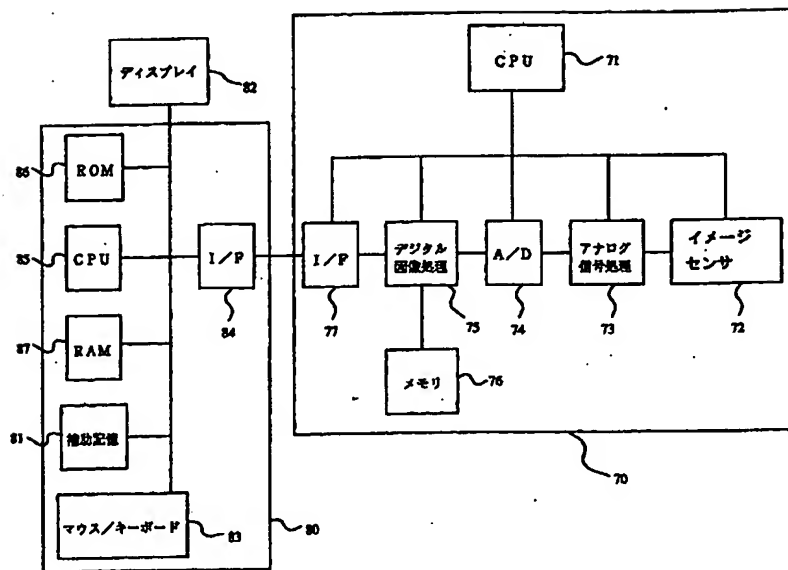 ディスプレイ
82
ROM
86
CPU
85
I/F
84
RAM
87
補助記憶
81
マウス/キーボード
83
80
CPU
71
I/F
77
デジタル
画像処理
75
A/D
74
アナログ
信号処理
73
イメージ
センサ
72
メモリ
76
70